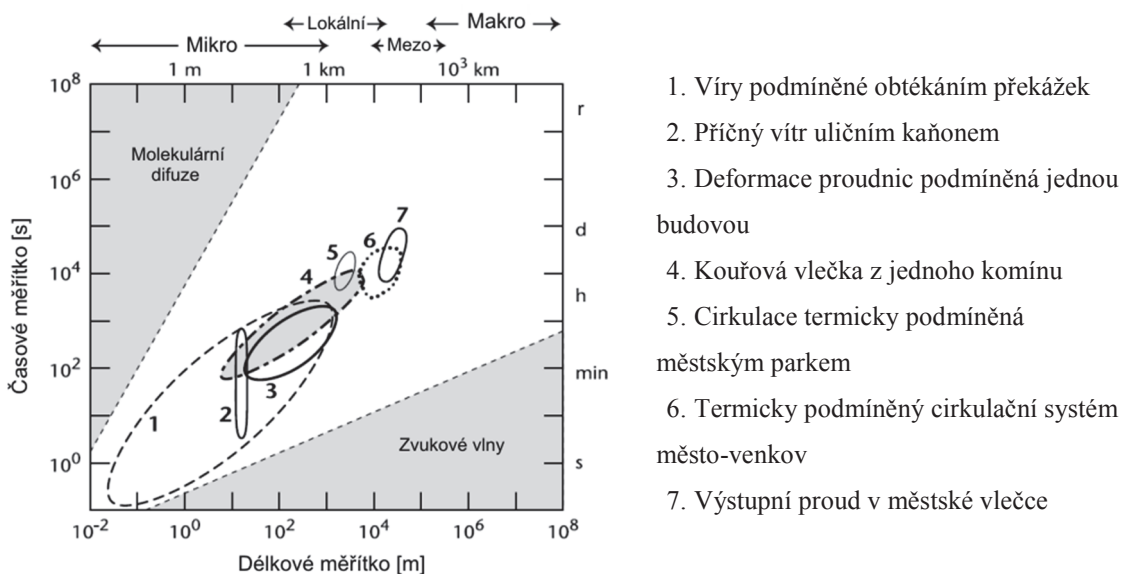 Lokální
Makro
Mikro
Mezo
1 m
1 km
10³ km
10⁸
10⁶
10⁴
10²
10⁰
Časové měřítko [s]
Molekulární
difuze
Zvukové vlny
1
2
3
4
5
6
7
r
d
h
min
s
10⁻²
10⁰
10²
10⁴
10⁶
10⁸
Délkové měřítko [m]
1. Víry podmíněné obtékáním překážek
2. Příčný vítr uličním kaňonem
3. Deformace proudnic podmíněná jednou
budovou
4. Kouřová vlečka z jednoho komínu
5. Cirkulace termicky podmíněná
městským parkem
6. Termicky podmíněný cirkulační systém
město-venkov
7. Výstupní proud v městské vlečce